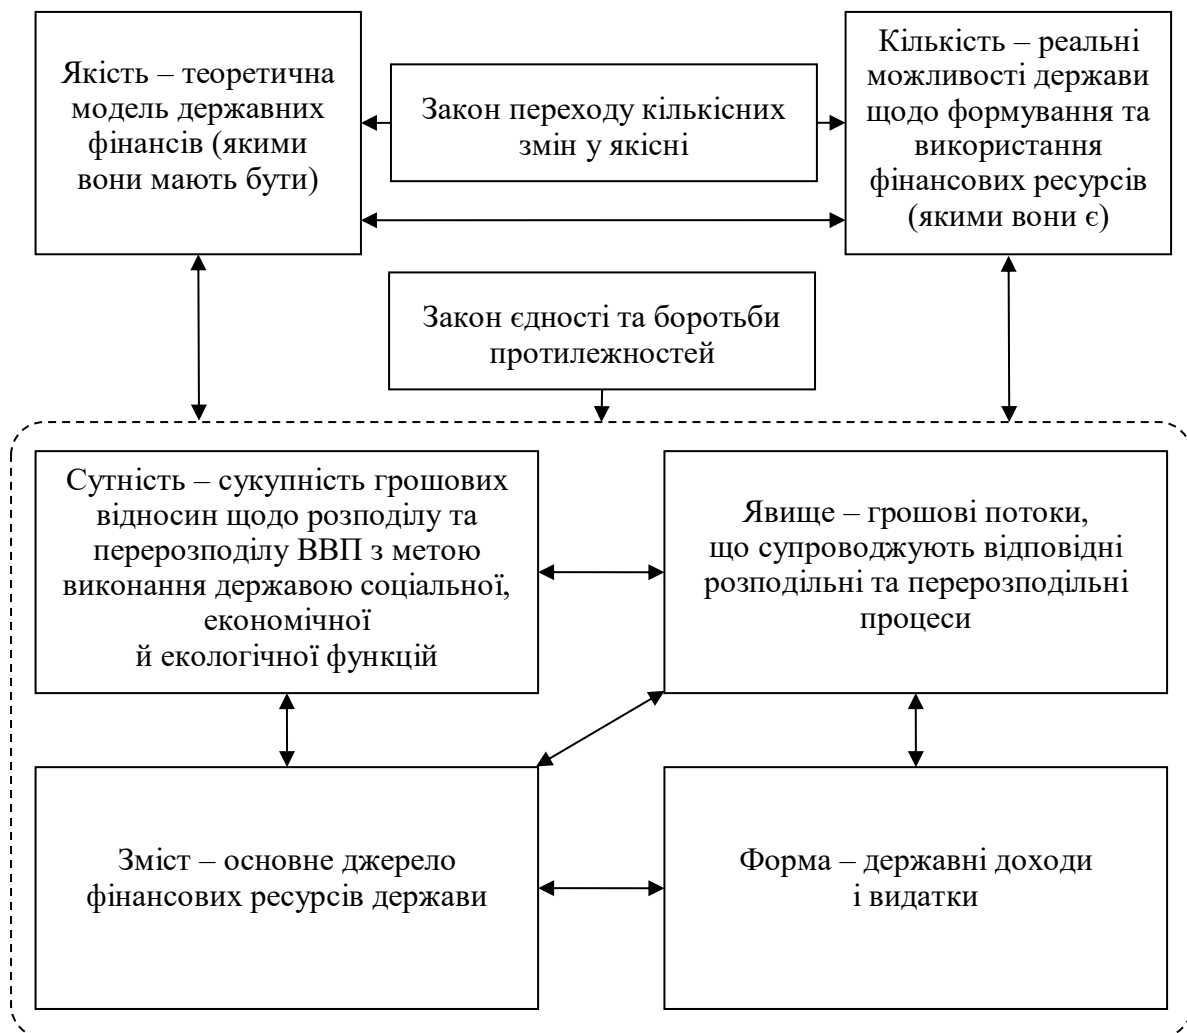 Якість – теоретична
модель державних
фінансів (якими
вони мають бути)
Закон переходу кількісних
змін у якісні
Кількість – реальні
можливості держави
щодо формування та
використання
фінансових ресурсів
(якими вони є)
Закон єдності та боротьби
протилежностей
Сутність – сукупність грошових
відносин щодо розподілу та
перерозподілу ВВП з метою
виконання державою соціальної,
економічної
й екологічної функцій
Явище – грошові потоки,
що супроводжують відповідні
розподільні та перерозподільні
процеси
Зміст – основне джерело
фінансових ресурсів держави
Форма – державні доходи
і видатки